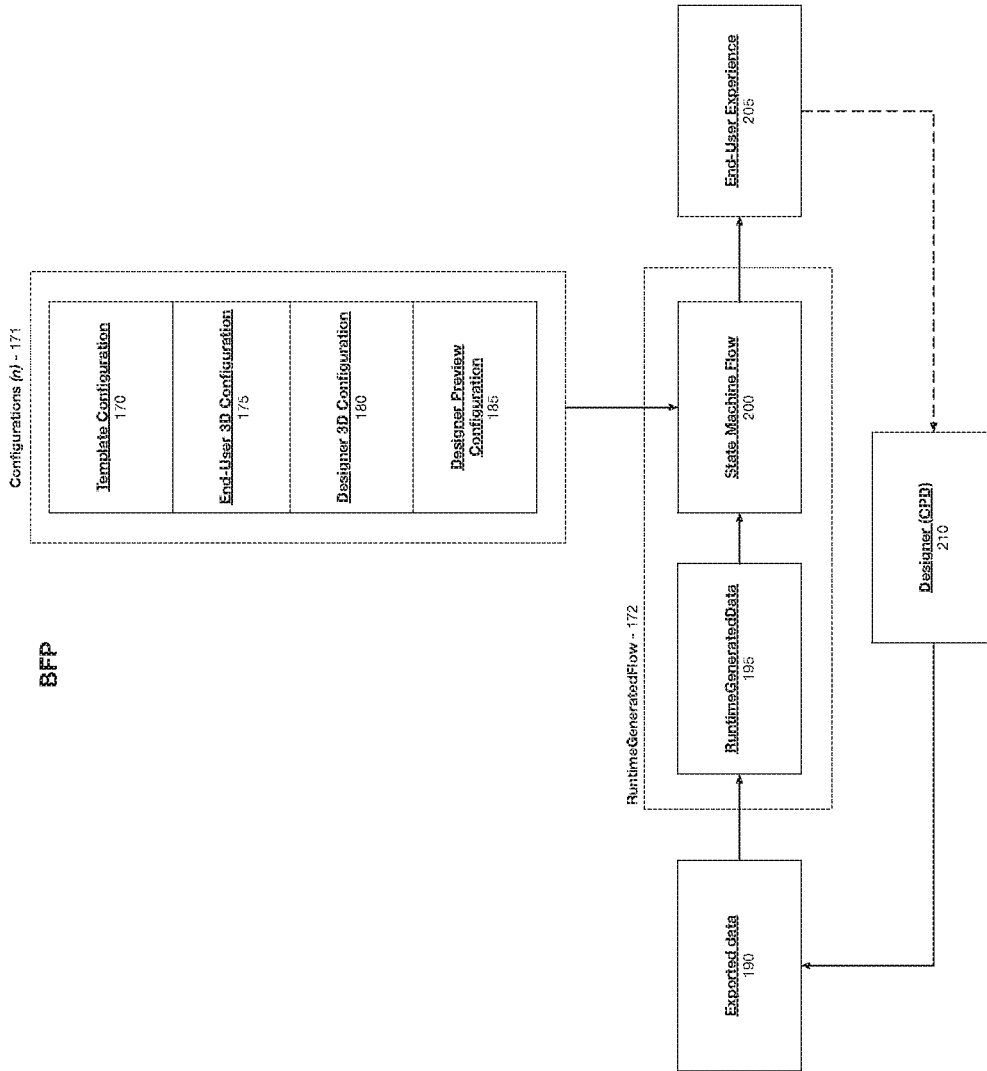 BFP
Configurations (n) - 171
Template Configuration
170
End-User 3D Configuration
175
Designer 3D Configuration
180
Designer Preview
Configuration
185
RuntimeGeneratedFlow - 172
Exported data
190
RuntimeGeneratedData
195
State Machine Flow
200
End-User Experience
205
Designer (CPD)
210